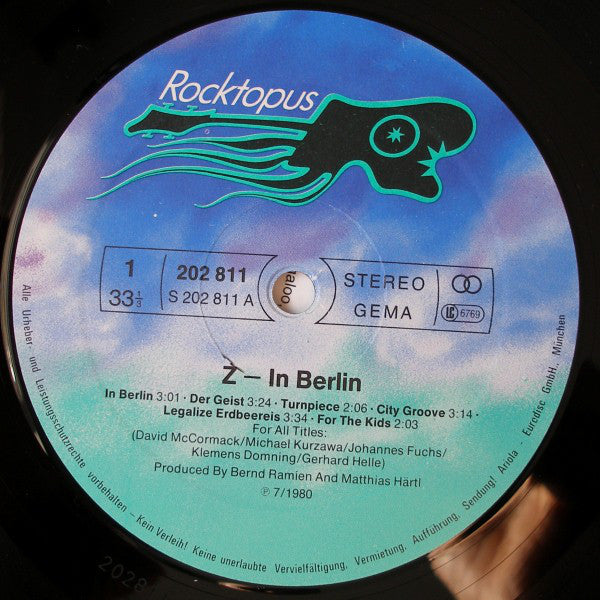 Rocktopus
1
33⅓
202 811
S 202 811 A
taloo
STEREO
GEMA
LC 6769
Z – In Berlin
In Berlin 3:01 · Der Geist 3:24 · Turnpiece 2:06 · City Groove 3:14 ·
Legalize Erdbeereis 3:34 · For The Kids 2:03
For All Titles:
(David McCormack/Michael Kurzawa/Johannes Fuchs/
Klemens Domning/Gerhard Helle)
Produced By Bernd Ramien And Matthias Härtl
℗ 7/1980
Alle Urheber- und Leistungsschutzrechte vorbehalten – Kein Verleih! Keine unerlaubte Vervielfältigung, Vermietung, Aufführung, Sendung! Ariola - Eurodisc GmbH, München
2028